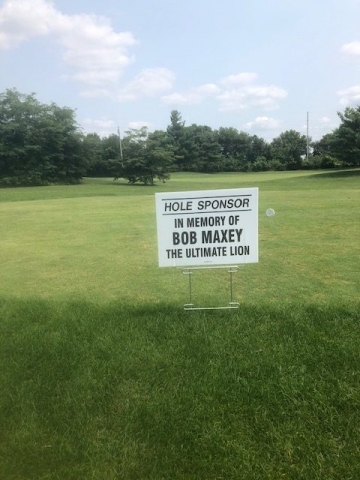 HOLE SPONSOR
IN MEMORY OF
BOB MAXEY
THE ULTIMATE LION